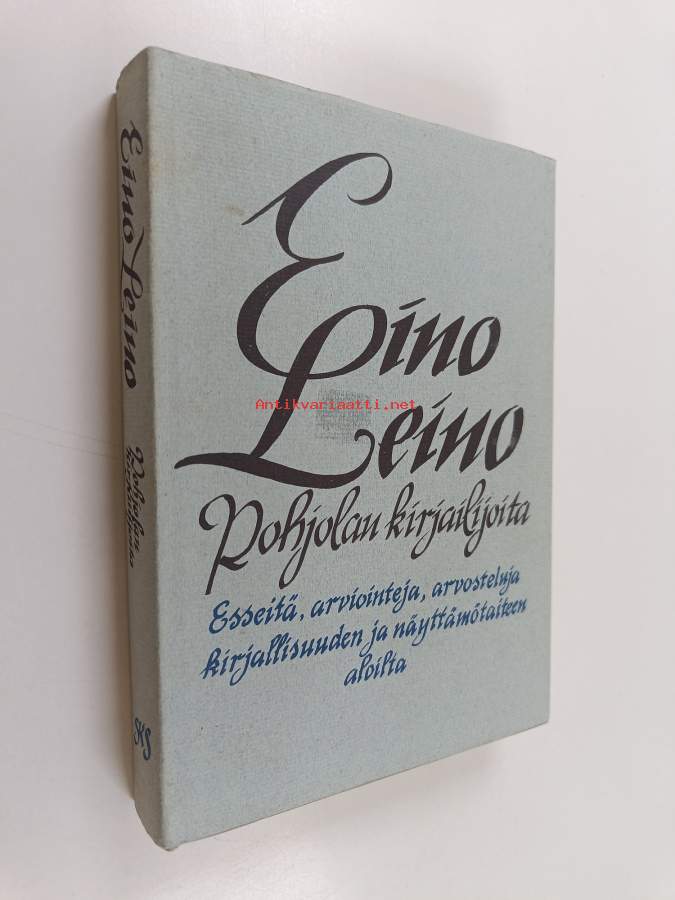 Eino
Leino
Pohjolan kirjailijoita
Esseitä, arviointeja, arvosteluja
kirjallisuuden ja näyttämötaiteen
aloilta
Eino Leino
Pohjolan
kirjailijoita
SKS
Antikvariaatti.net